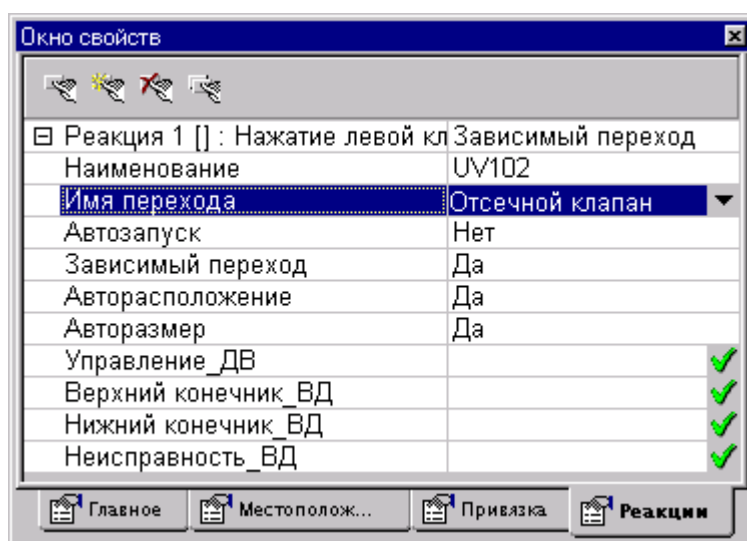 Окно свойств
Реакция 1 [] : Нажатие левой кл Зависимый переход
Наименование UV102
Имя перехода Отсечной клапан
Автозапуск Нет
Зависимый переход Да
Авторасположение Да
Авторазмер Да
Управление_ДВ
Верхний конечник_ВД
Нижний конечник_ВД
Неисправность_ВД
Главное Местополож... Привязка Реакции